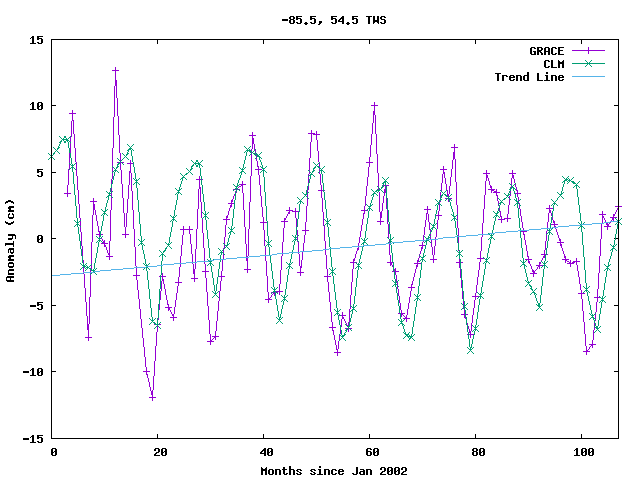 -85.5, 54.5 TWS
15
10
5
0
-5
-10
-15
Anomaly (cm)
GRACE
CLM
Trend Line
0 20 40 60 80 100
Months since Jan 2002